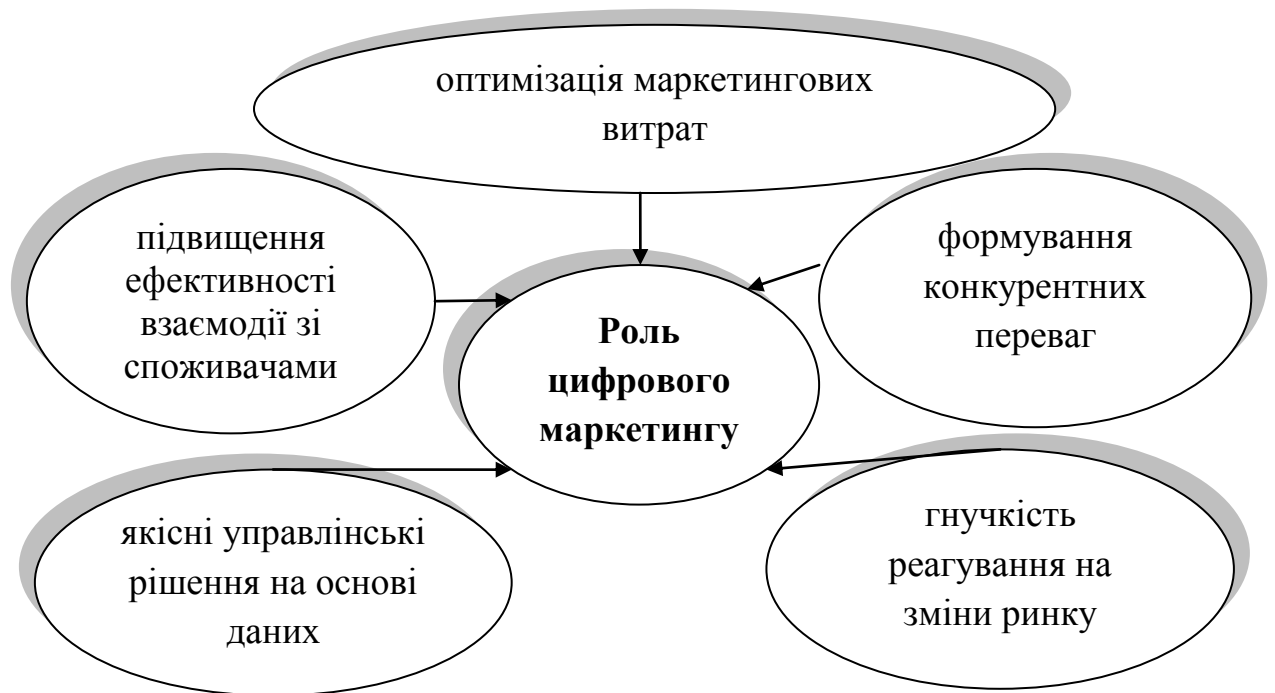 оптимізація маркетингових
витрат
підвищення
ефективності
взаємодії зі
споживачами
формування
конкурентних
переваг
Роль
цифрового
маркетингу
якісні управлінські
рішення на основі
даних
гнучкість
реагування на
зміни ринку